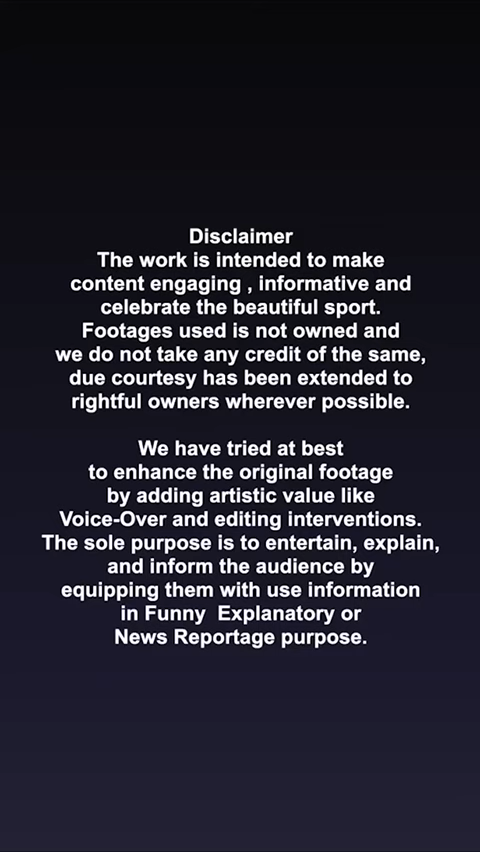 Disclaimer
The work is intended to make
content engaging , informative and
celebrate the beautiful sport.
Footages used is not owned and
we do not take any credit of the same,
due courtesy has been extended to
rightful owners wherever possible.
We have tried at best
to enhance the original footage
by adding artistic value like
Voice-Over and editing interventions.
The sole purpose is to entertain, explain,
and inform the audience by
equipping them with use information
in Funny  Explanatory or
News Reportage purpose.